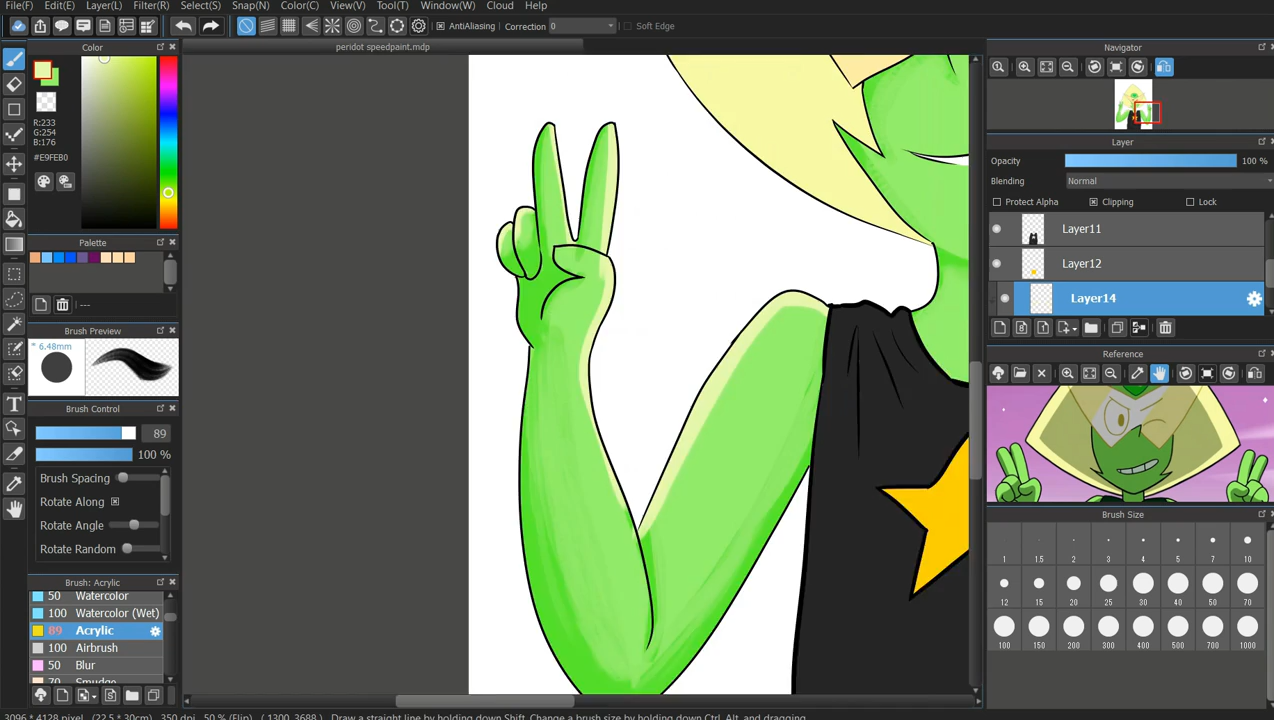 File(F) Edit(E) Layer(L) Filter(R) Select(S) Snap(N) Color(C) View(V) Tool(T) Window(W) Cloud Help
AntiAliasing Correction 0 Soft Edge
peridot speedpaint.mdp
Color
R:233
G:254
B:176
#E9FEB0
Palette
---
Brush Preview
* 6.48mm
Brush Control
89
100 %
Brush Spacing
Rotate Along
Rotate Angle
Rotate Random
Brush: Acrylic
50 Watercolor
100 Watercolor (Wet)
89 Acrylic
100 Airbrush
50 Blur
70 Smudge
Navigator
Layer
Opacity 100 %
Blending Normal
Protect Alpha Clipping Lock
Layer11
Layer12
Layer14
Reference
Brush Size
1 1.5 2 3 4 5 7 10
12 15 20 25 30 40 50 70
100 150 200 300 400 500 700 1000
3096 * 4128 pixel (22.5 * 30cm) 350 dpi 50 % (Flip) ( 1300, 3688 ) Draw a straight line by holding down Shift, Change a brush size by holding down Ctrl, Alt, and dragging